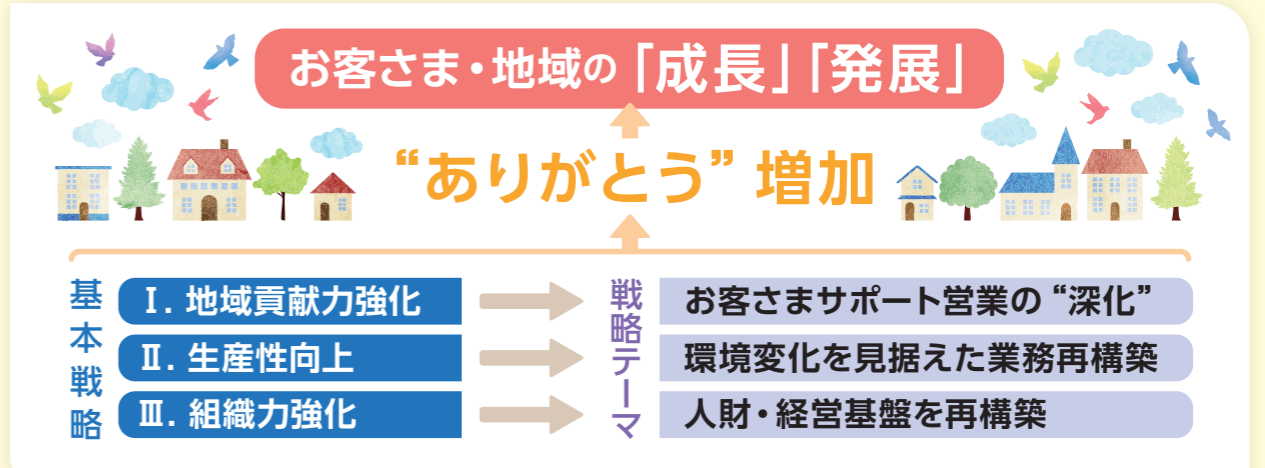 お客さま・地域の「成長」「発展」
“ありがとう” 増加
基本戦略
Ⅰ. 地域貢献力強化
Ⅱ. 生産性向上
Ⅲ. 組織力強化
戦略テーマ
お客さまサポート営業の “深化”
環境変化を見据えた業務再構築
人財・経営基盤を再構築